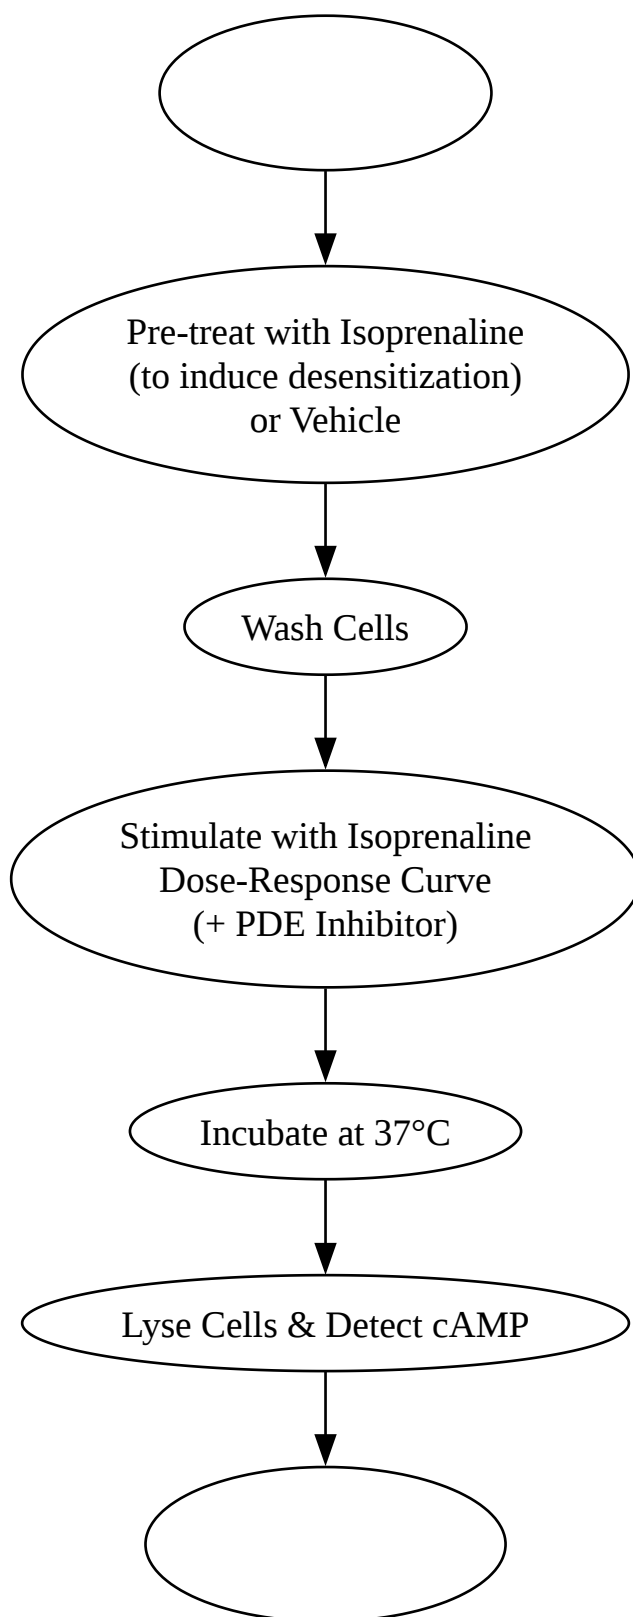 Pre-treat with Isoprenaline
(to induce desensitization)
or Vehicle
Wash Cells
Stimulate with Isoprenaline
Dose-Response Curve
(+ PDE Inhibitor)
Incubate at 37°C
Lyse Cells & Detect cAMP